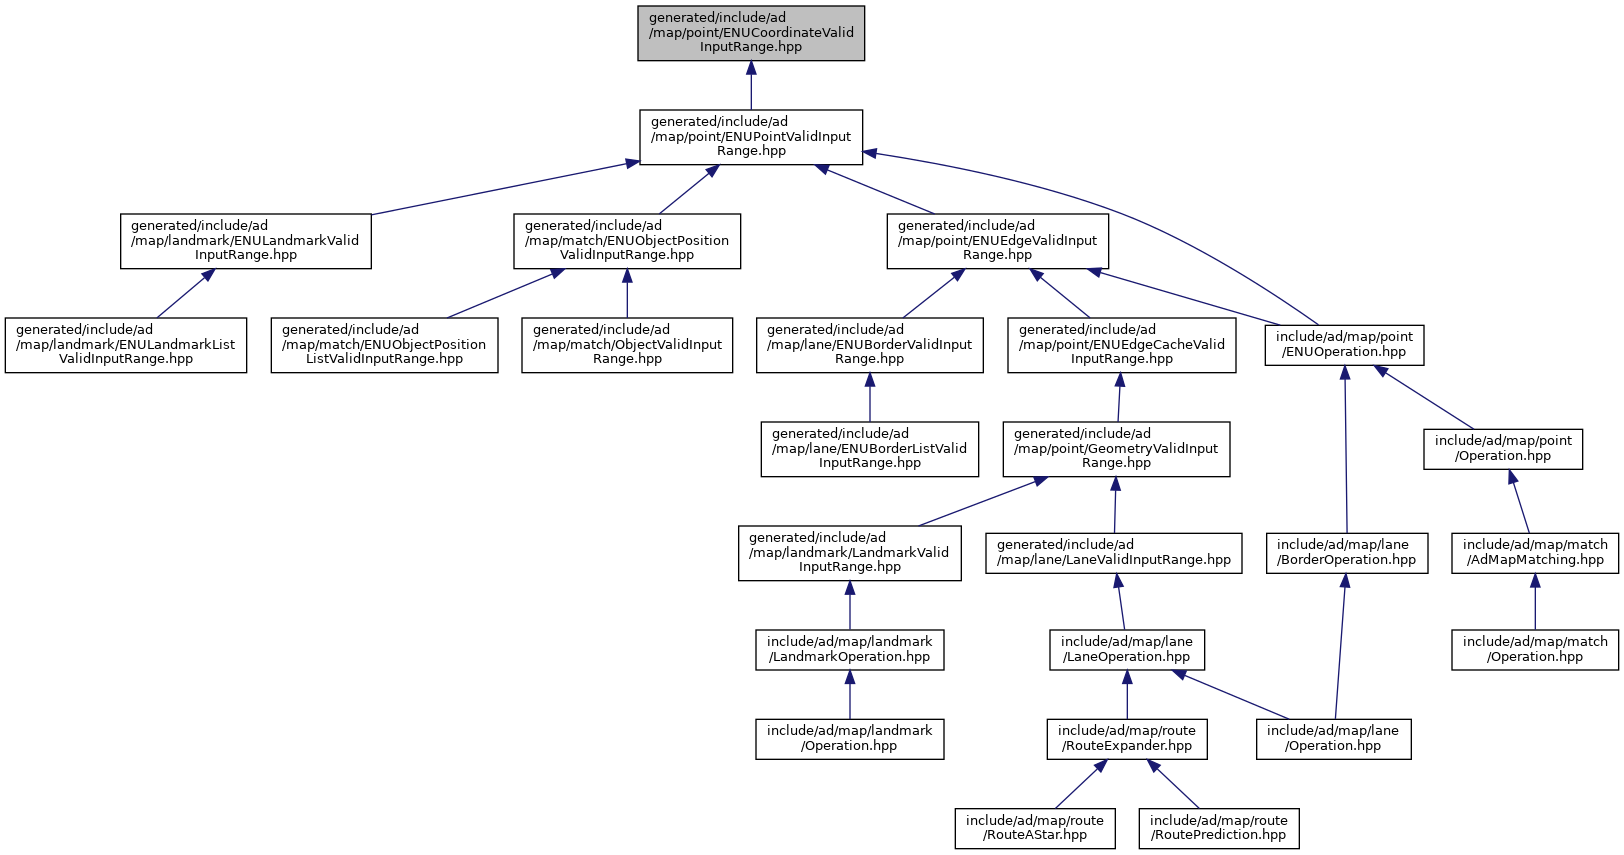 generated/include/ad
/map/point/ENUCoordinateValid
InputRange.hpp
generated/include/ad
/map/point/ENUPointValidInput
Range.hpp
generated/include/ad
/map/landmark/ENULandmarkValid
InputRange.hpp
generated/include/ad
/map/match/ENUObjectPosition
ValidInputRange.hpp
generated/include/ad
/map/point/ENUEdgeValidInput
Range.hpp
generated/include/ad
/map/landmark/ENULandmarkList
ValidInputRange.hpp
generated/include/ad
/map/match/ENUObjectPosition
ListValidInputRange.hpp
generated/include/ad
/map/match/ObjectValidInput
Range.hpp
generated/include/ad
/map/lane/ENUBorderValidInput
Range.hpp
generated/include/ad
/map/point/ENUEdgeCacheValid
InputRange.hpp
include/ad/map/point
/ENUOperation.hpp
generated/include/ad
/map/lane/ENUBorderListValid
InputRange.hpp
generated/include/ad
/map/point/GeometryValidInput
Range.hpp
include/ad/map/point
/Operation.hpp
generated/include/ad
/map/landmark/LandmarkValid
InputRange.hpp
generated/include/ad
/map/lane/LaneValidInputRange.hpp
include/ad/map/lane
/BorderOperation.hpp
include/ad/map/match
/AdMapMatching.hpp
include/ad/map/landmark
/LandmarkOperation.hpp
include/ad/map/lane
/LaneOperation.hpp
include/ad/map/match
/Operation.hpp
include/ad/map/landmark
/Operation.hpp
include/ad/map/route
/RouteExpander.hpp
include/ad/map/lane
/Operation.hpp
include/ad/map/route
/RouteAStar.hpp
include/ad/map/route
/RoutePrediction.hpp